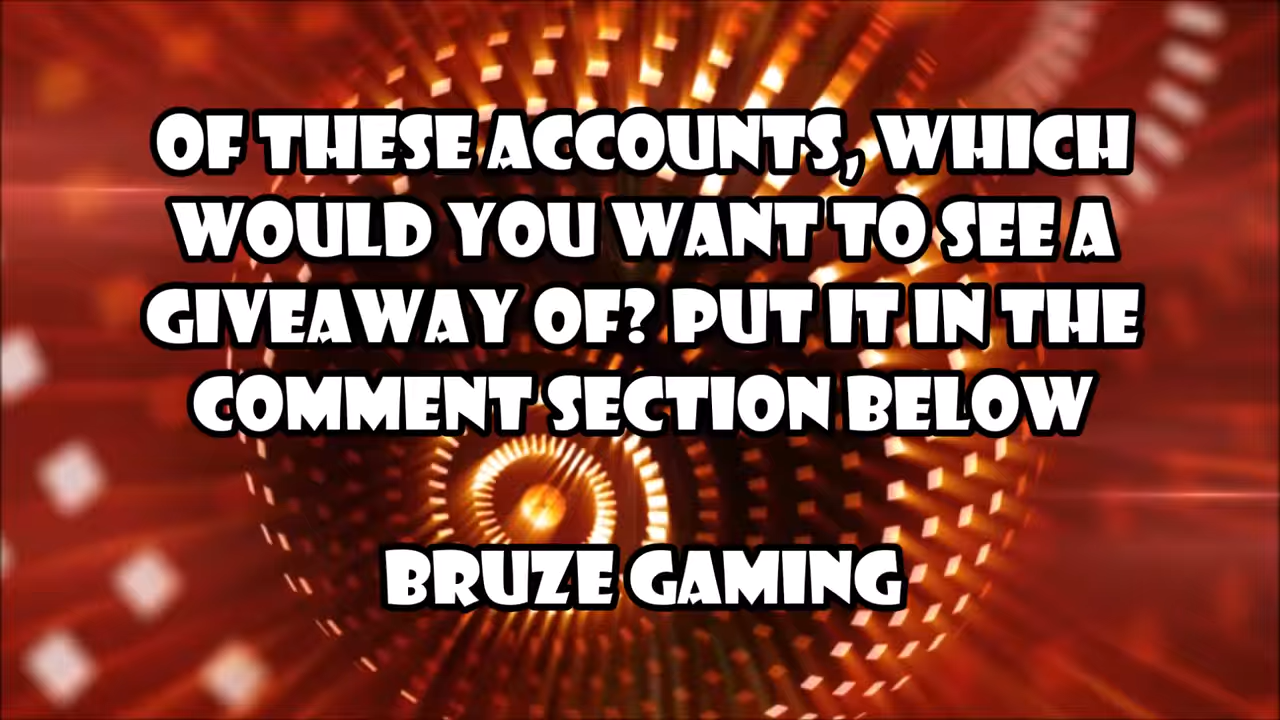 OF THESE ACCOUNTS, WHICH
WOULD YOU WANT TO SEE A
GIVEAWAY OF? PUT IT IN THE
COMMENT SECTION BELOW
BRUZE GAMING